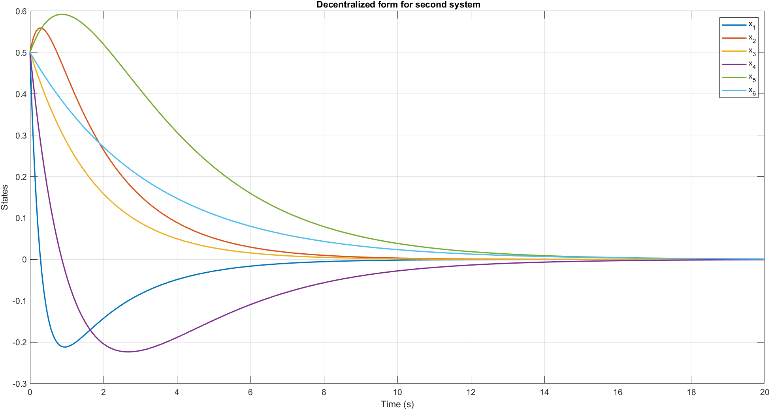 Decentralized form for second system
0.6
0.5
0.4
0.3
0.2
0.1
0
-0.1
-0.2
-0.3
States
0 2 4 6 8 10 12 14 16 18 20
Time (s)
x1
x2
x3
x4
x5
x6